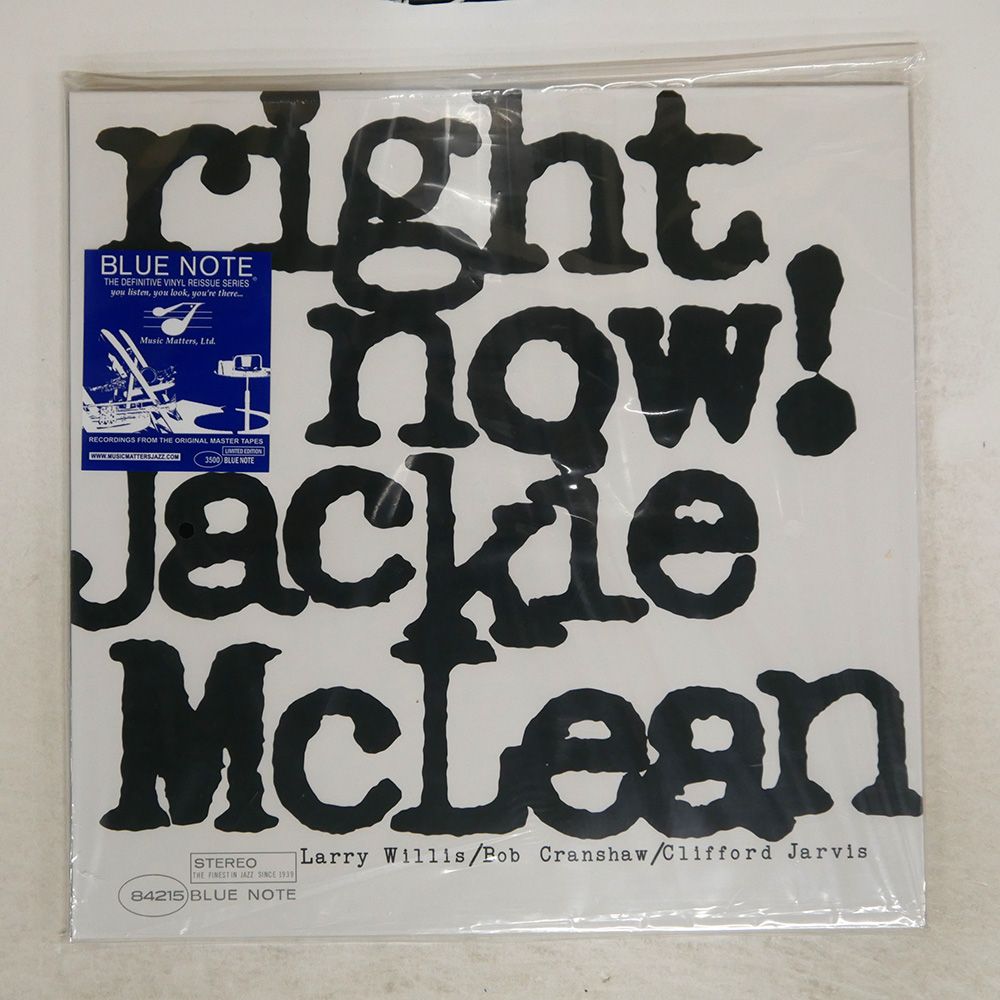 right
now!
Jackie
McLean
BLUE NOTE
THE DEFINITIVE VINYL REISSUE SERIES®
you listen, you look, you're there...
Music Matters, Ltd.
RECORDINGS FROM THE ORIGINAL MASTER TAPES
WWW.MUSICMATTERSJAZZ.COM
LIMITED EDITION
3500 BLUE NOTE
Larry Willis/Bob Cranshaw/Clifford Jarvis
STEREO
THE FINEST IN JAZZ SINCE 1939
84215 BLUE NOTE